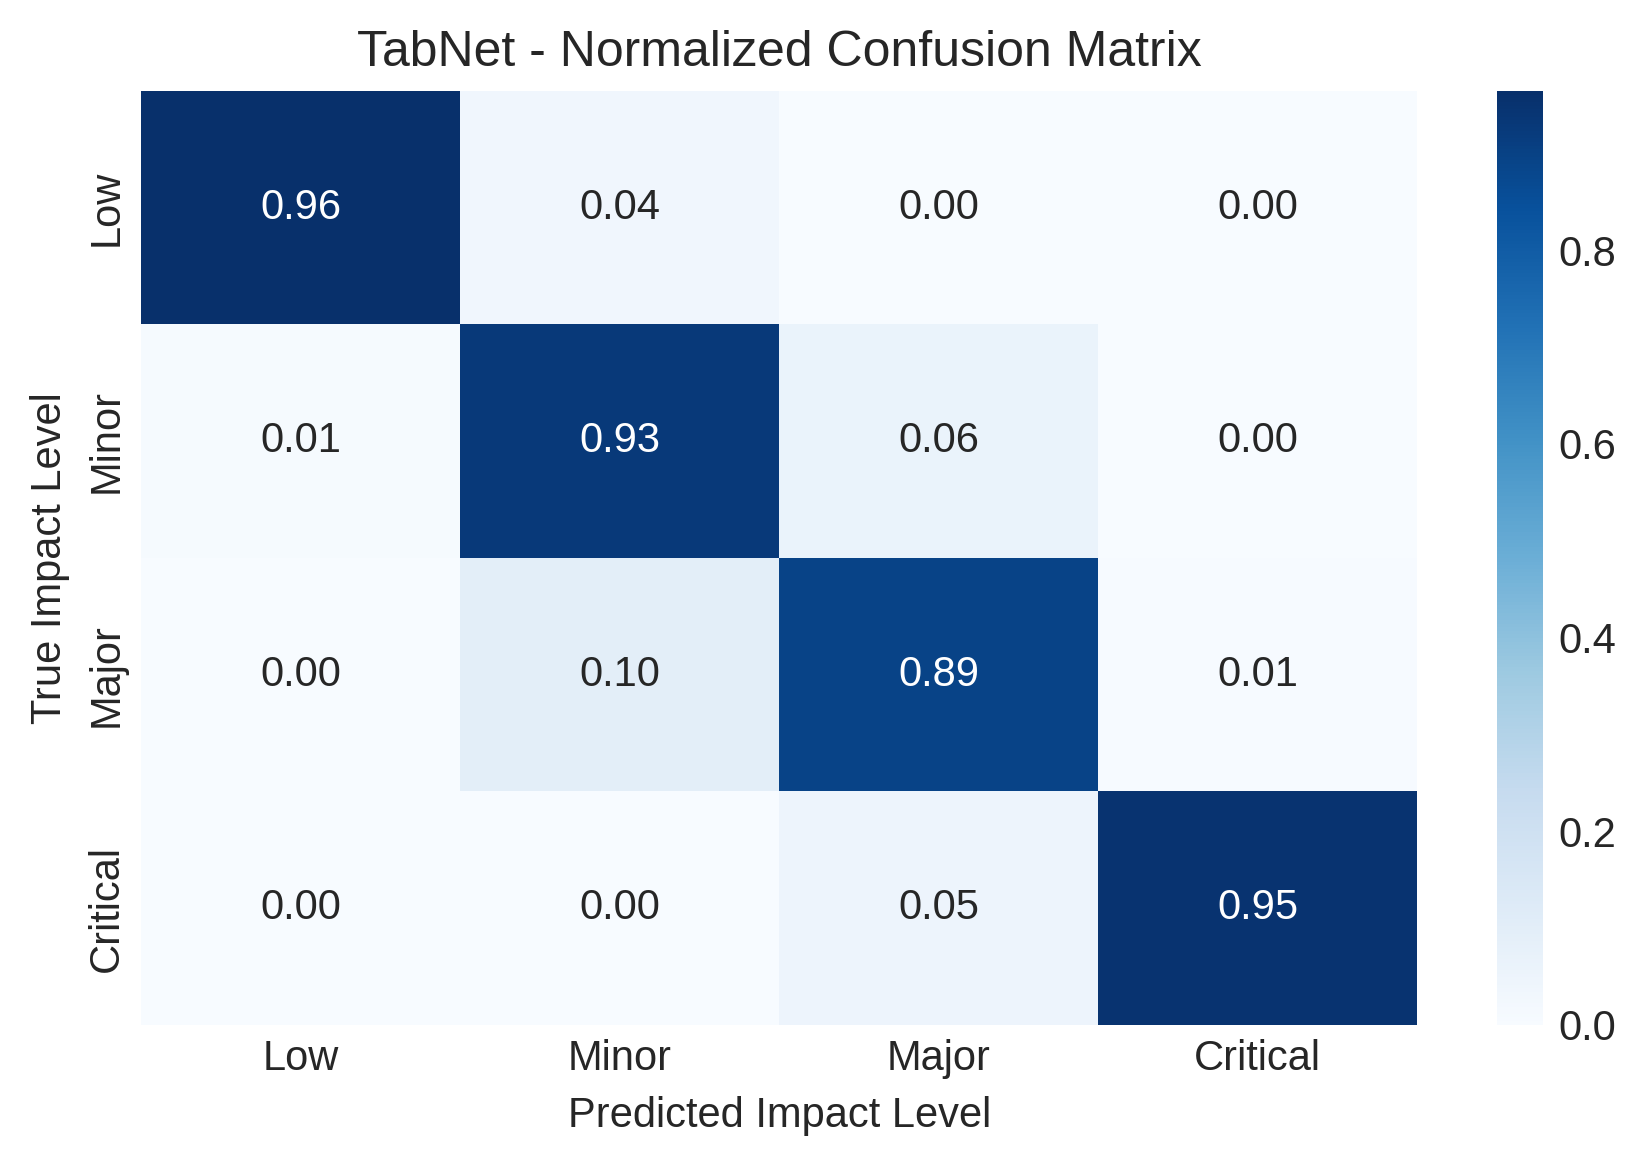 TabNet - Normalized Confusion Matrix
True Impact Level
Low
0.96 0.04 0.00 0.00
Minor
0.01 0.93 0.06 0.00
Major
0.00 0.10 0.89 0.01
Critical
0.00 0.00 0.05 0.95
Low Minor Major Critical
Predicted Impact Level
0.8
0.6
0.4
0.2
0.0